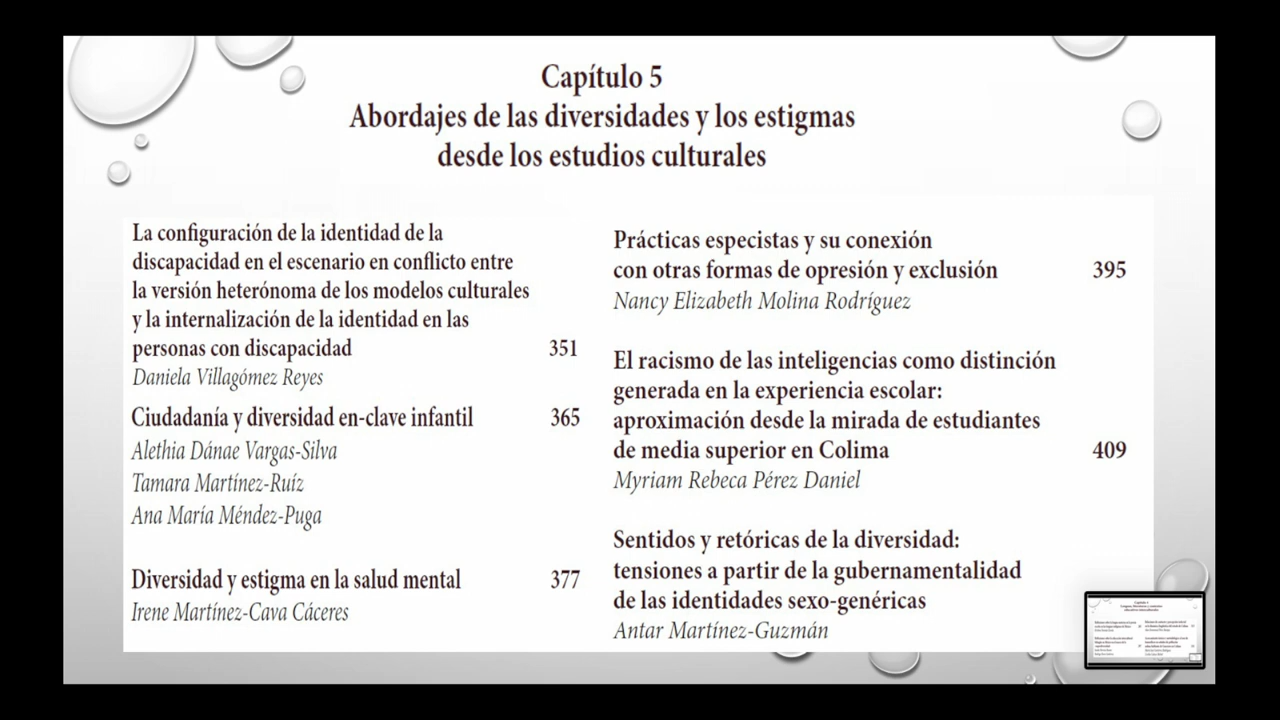 Capítulo 5
Abordajes de las diversidades y los estigmas
desde los estudios culturales
La configuración de la identidad de la
discapacidad en el escenario en conflicto entre
la versión heterónoma de los modelos culturales
y la internalización de la identidad en las
personas con discapacidad 351
Daniela Villagómez Reyes
Ciudadanía y diversidad en-clave infantil 365
Alethia Dánae Vargas-Silva
Tamara Martínez-Ruíz
Ana María Méndez-Puga
Diversidad y estigma en la salud mental 377
Irene Martínez-Cava Cáceres
Prácticas especistas y su conexión
con otras formas de opresión y exclusión 395
Nancy Elizabeth Molina Rodríguez
El racismo de las inteligencias como distinción
generada en la experiencia escolar:
aproximación desde la mirada de estudiantes
de media superior en Colima 409
Myriam Rebeca Pérez Daniel
Sentidos y retóricas de la diversidad:
tensiones a partir de la gubernamentalidad
de las identidades sexo-genéricas
Antar Martínez-Guzmán